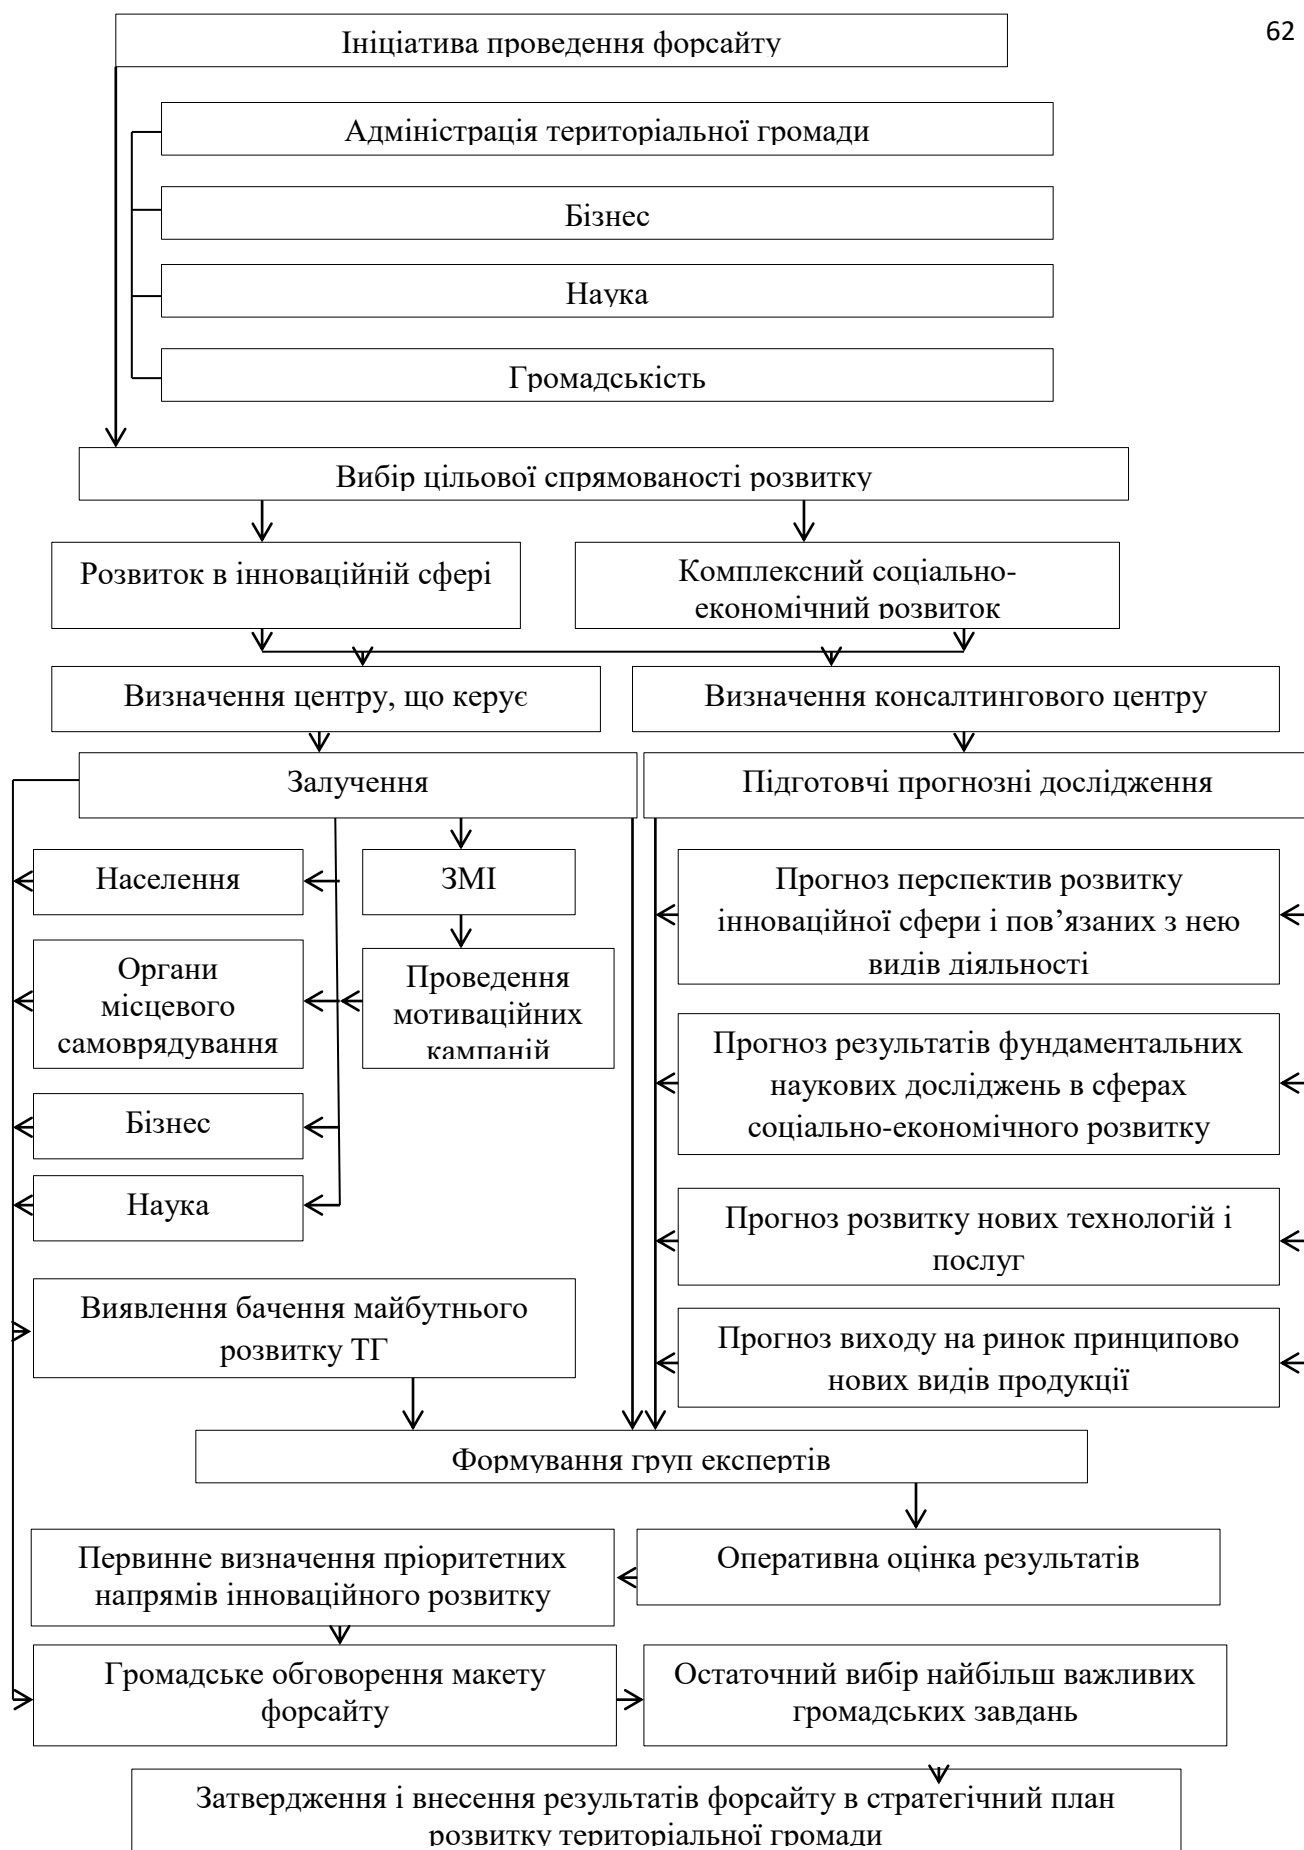 62
Ініціатива проведення форсайту
Адміністрація територіальної громади
Бізнес
Наука
Громадськість
Вибір цільової спрямованості розвитку
Розвиток в інноваційній сфері
Комплексний соціально-
економічний розвиток
Визначення центру, що керує
Визначення консалтингового центру
Залучення
Підготовчі прогнозні дослідження
Населення
ЗМІ
Органи
місцевого
самоврядування
Проведення
мотиваційних
кампаній
Бізнес
Наука
Прогноз перспектив розвитку
інноваційної сфери і пов’язаних з нею
видів діяльності
Прогноз результатів фундаментальних
наукових досліджень в сферах
соціально-економічного розвитку
Прогноз розвитку нових технологій і
послуг
Прогноз виходу на ринок принципово
нових видів продукції
Виявлення бачення майбутнього
розвитку ТГ
Формування груп експертів
Первинне визначення пріоритетних
напрямів інноваційного розвитку
Оперативна оцінка результатів
Громадське обговорення макету
форсайту
Остаточний вибір найбільш важливих
громадських завдань
Затвердження і внесення результатів форсайту в стратегічний план
розвитку територіальної громади